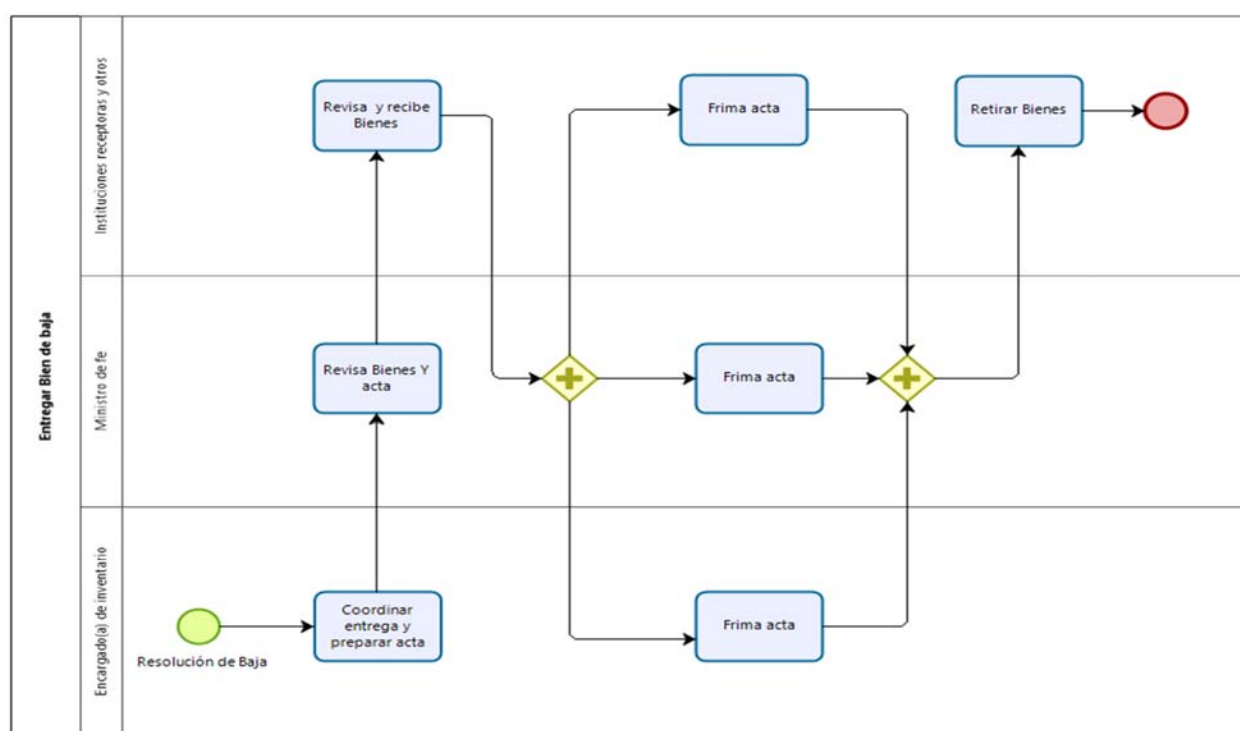 Entregar Bien de baja
Instituciones receptoras y otros
Revisa y recibe
Bienes
Frima acta
Retirar Bienes
Ministro de fe
Revisa Bienes Y
acta
Frima acta
Encargado(a) de inventario
Resolución de Baja
Coordinar
entrega y
preparar acta
Frima acta